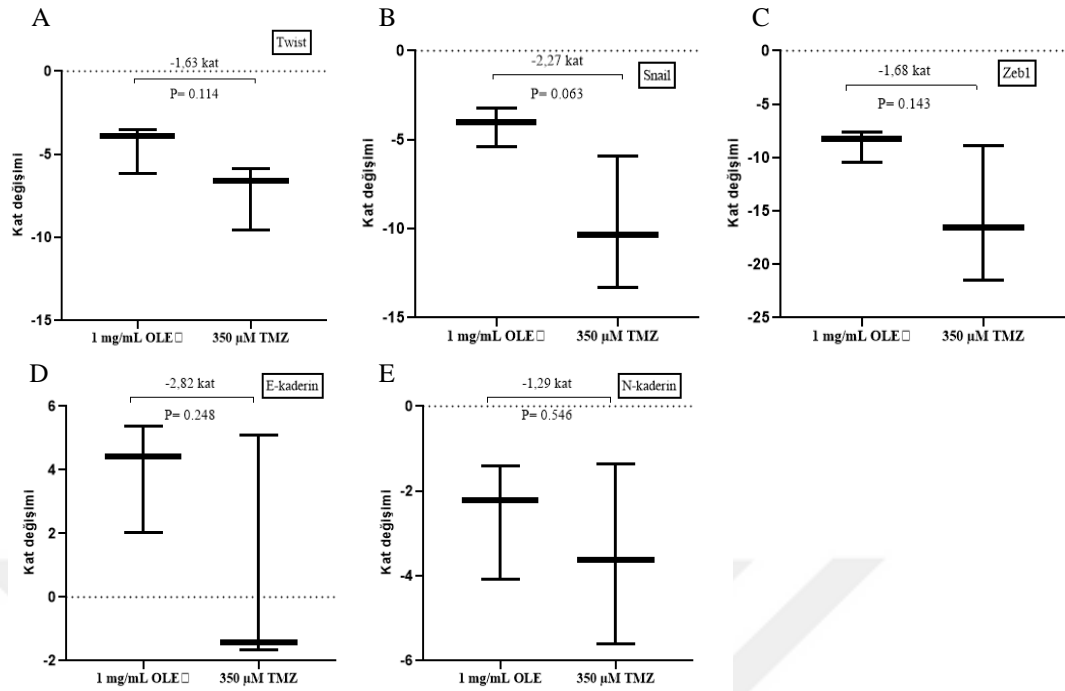 A
Twist
-1,63 kat
P= 0.114
0
-5
-10
-15
Kat değişimi
1 mg/mL OLE□
350 µM TMZ
B
Snail
-2,27 kat
P= 0.063
0
-5
-10
-15
Kat değişimi
1 mg/mL OLE□
350 µM TMZ
C
Zeb1
-1,68 kat
P= 0.143
0
-5
-10
-15
-20
-25
Kat değişimi
1 mg/mL OLE□
350 µM TMZ
D
E-kaderin
-2,82 kat
P= 0.248
6
4
2
0
-2
Kat değişimi
1 mg/mL OLE□
350 µM TMZ
E
N-kaderin
-1,29 kat
P= 0.546
0
-2
-4
-6
Kat değişimi
1 mg/mL OLE
350 µM TMZ